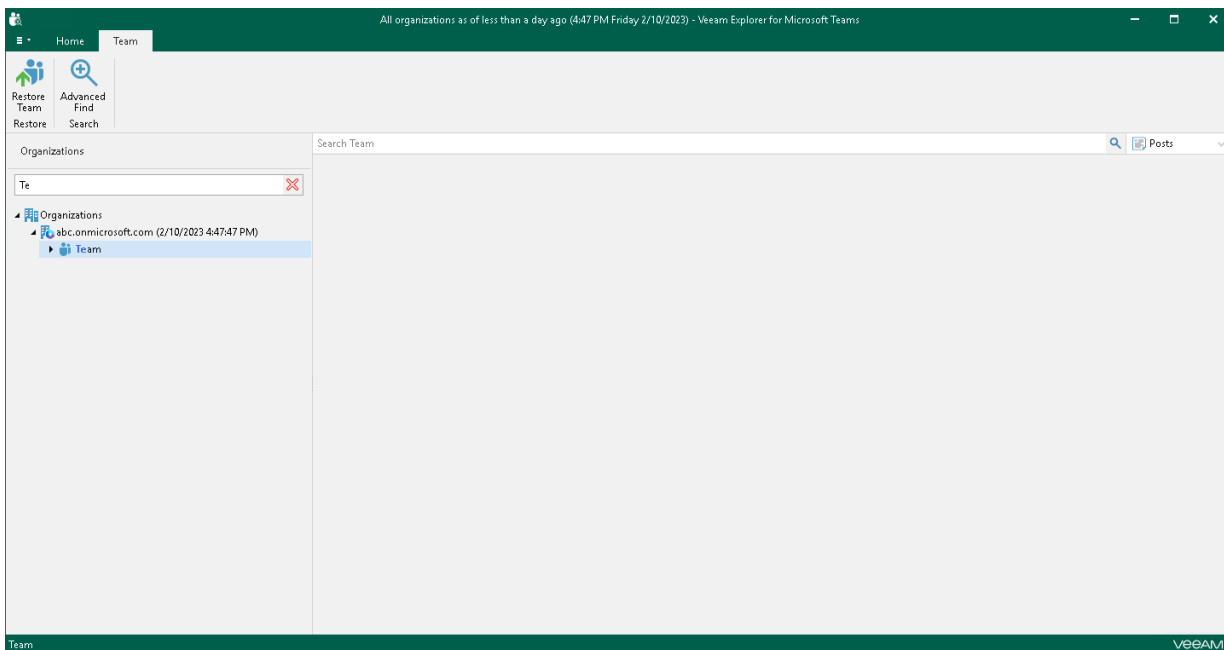 All organizations as of less than a day ago (4:47 PM Friday 2/10/2023) - Veeam Explorer for Microsoft Teams
Home Team
Restore Team
Advanced Find
Restore Search
Organizations
Search Team
Posts
Te
Organizations
abc.onmicrosoft.com (2/10/2023 4:47:47 PM)
Team
Team
veeAM